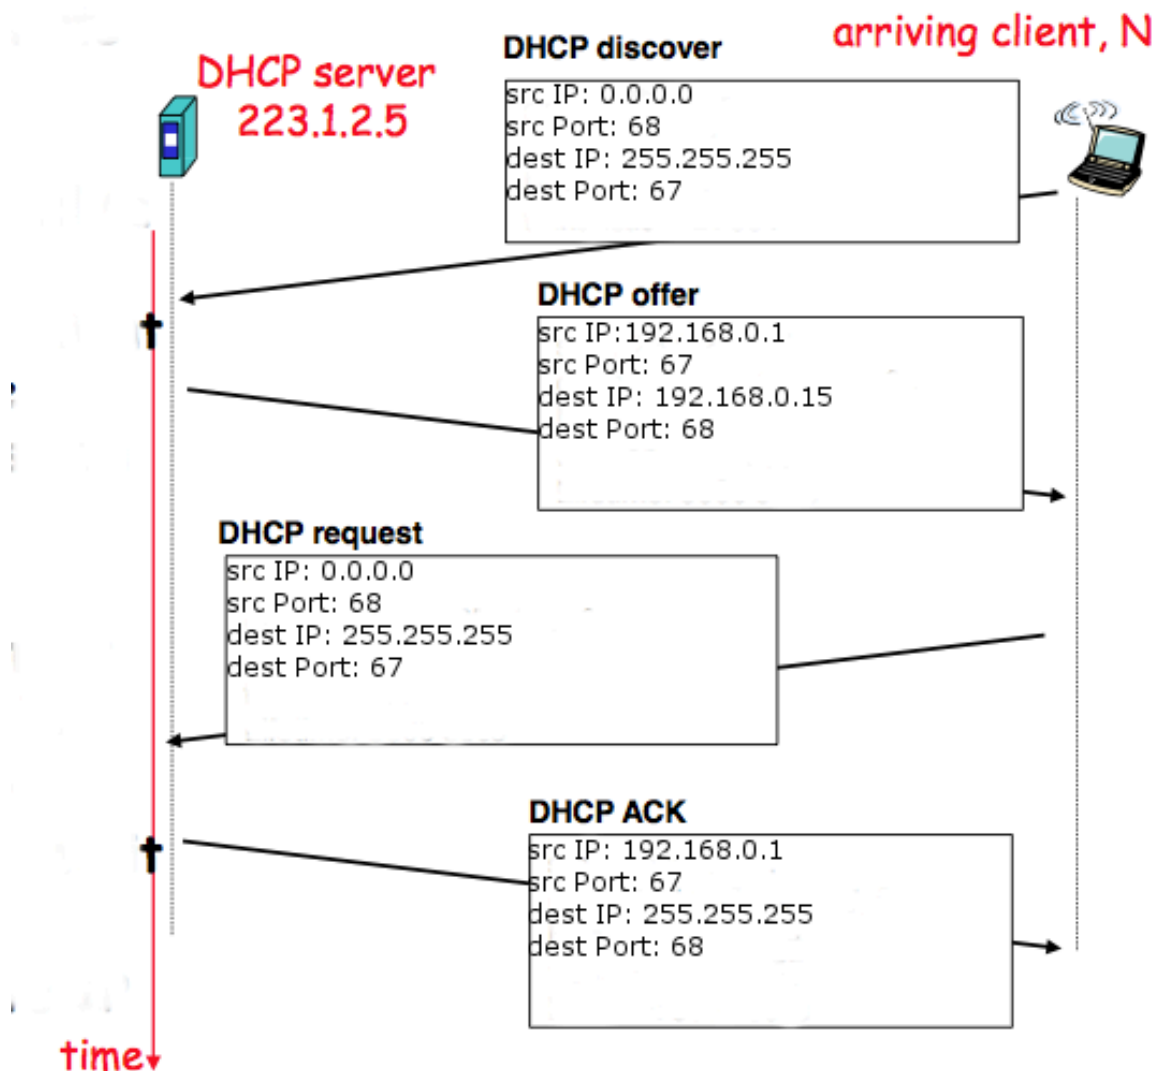 arriving client, N
DHCP server
223.1.2.5
DHCP discover
src IP: 0.0.0.0
src Port: 68
dest IP: 255.255.255
dest Port: 67
DHCP offer
src IP:192.168.0.1
src Port: 67
dest IP: 192.168.0.15
dest Port: 68
DHCP request
src IP: 0.0.0.0
src Port: 68
dest IP: 255.255.255
dest Port: 67
DHCP ACK
src IP: 192.168.0.1
src Port: 67
dest IP: 255.255.255
dest Port: 68
time